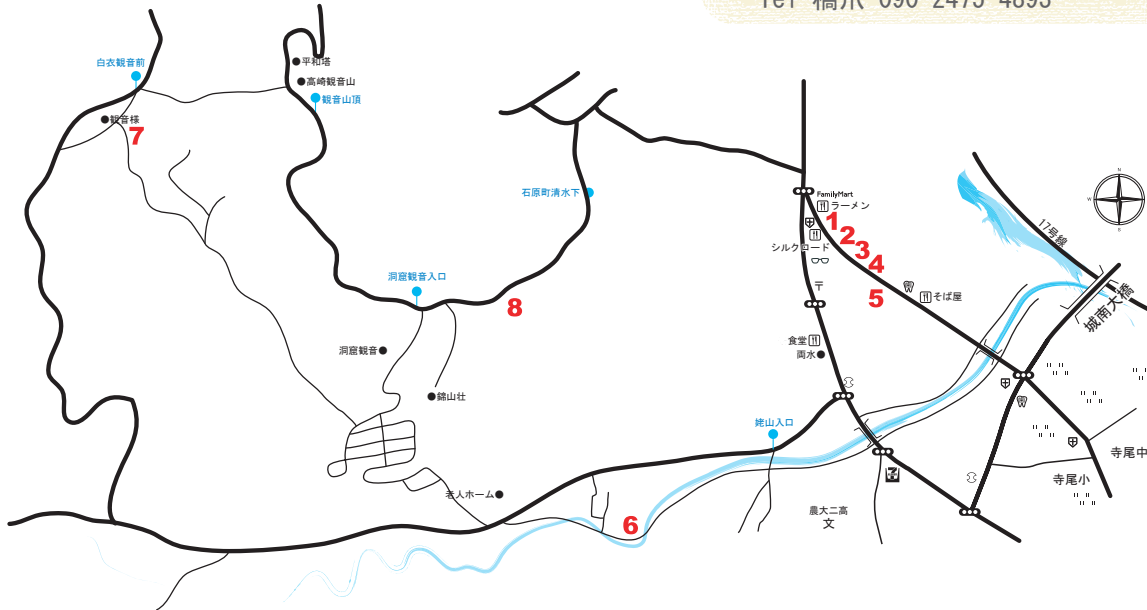 Tel 橋爪 090-2475-4893
平和塔
白衣観音前
高崎観音山
観音山頂
観音様
7
石原町清水下
FamilyMart
ラーメン
1
2
シルクロード
3
4
〒
5
そば屋
17号線
城南大橋
N
W
S
洞窟観音入口
8
洞窟観音
食堂
両水
錦山荘
姥山入口
寺尾中
寺尾小
老人ホーム
農大二高
文
6